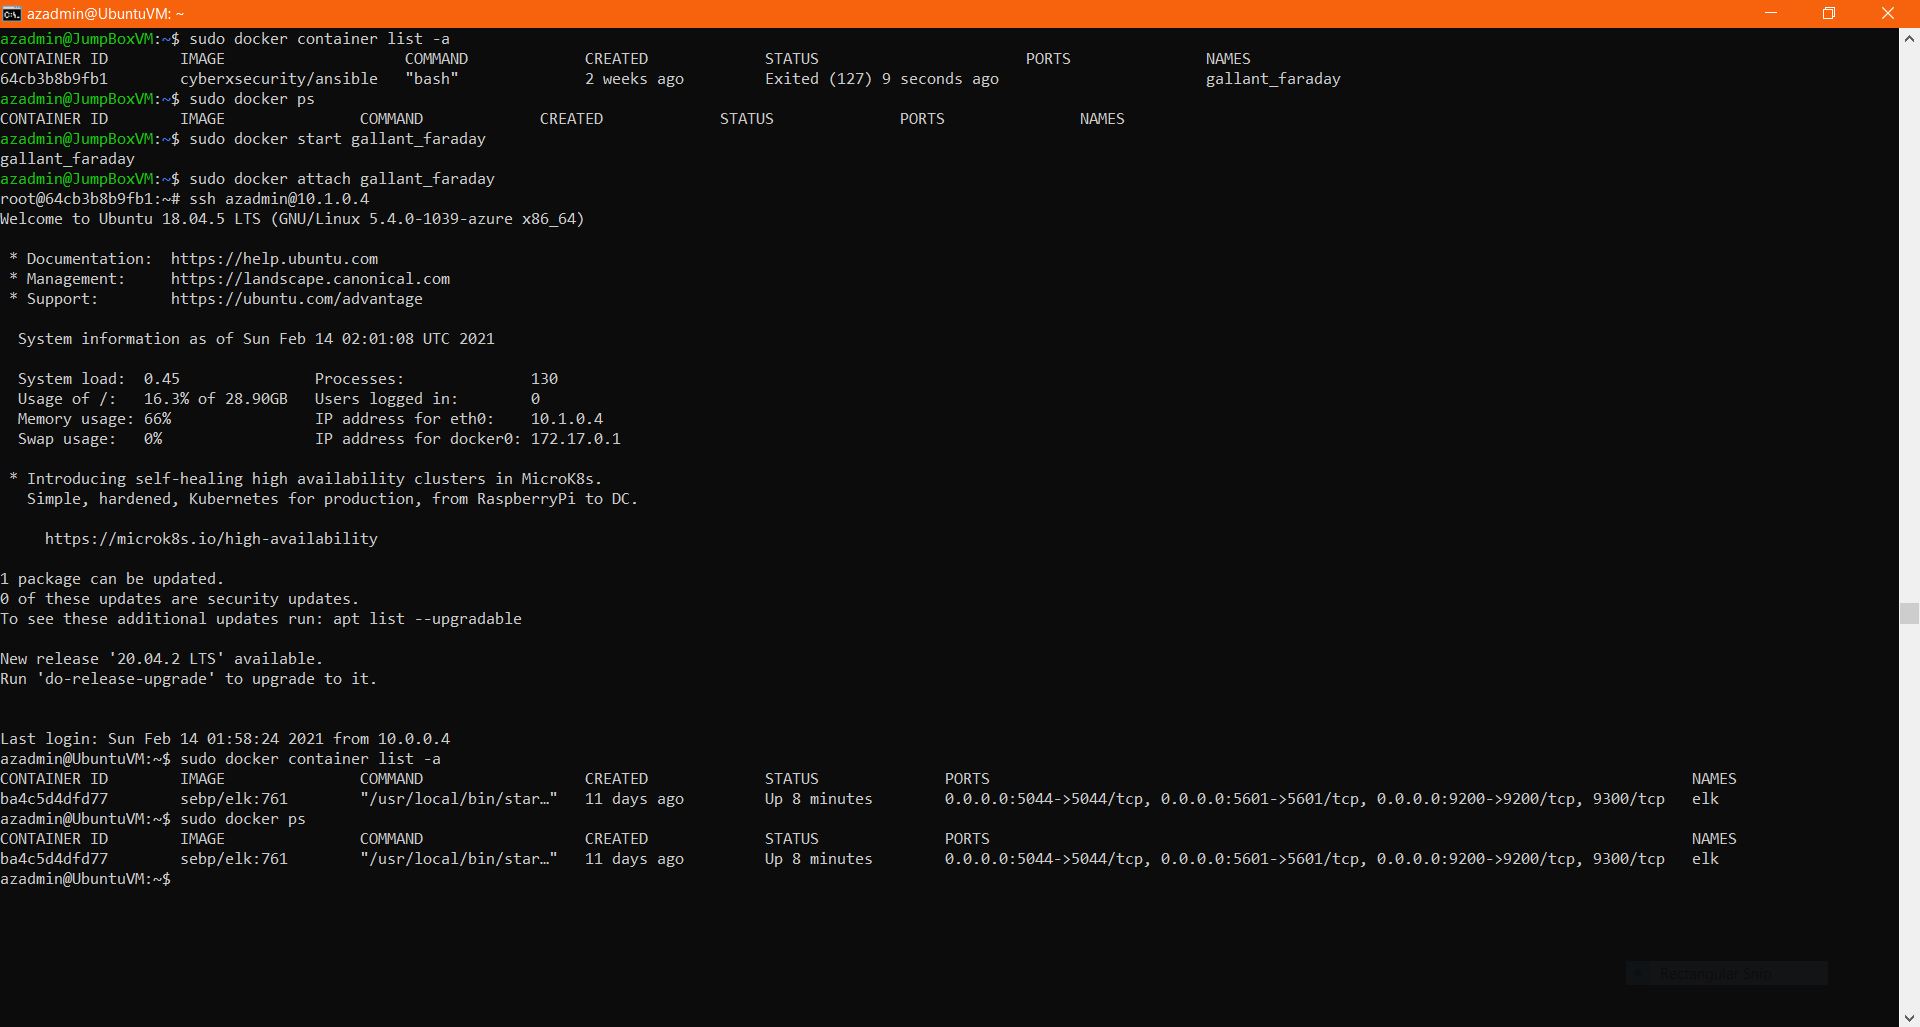 azadmin@UbuntuVM: ~
azadmin@JumpBoxVM:~$ sudo docker container list -a
CONTAINER ID        IMAGE                    COMMAND             CREATED             STATUS                       PORTS               NAMES
64cb3b8b9fb1        cyberxsecurity/ansible   "bash"              2 weeks ago         Exited (127) 9 seconds ago                       gallant_faraday
azadmin@JumpBoxVM:~$ sudo docker ps
CONTAINER ID        IMAGE               COMMAND             CREATED             STATUS              PORTS               NAMES
azadmin@JumpBoxVM:~$ sudo docker start gallant_faraday
gallant_faraday
azadmin@JumpBoxVM:~$ sudo docker attach gallant_faraday
root@64cb3b8b9fb1:~# ssh azadmin@10.1.0.4
Welcome to Ubuntu 18.04.5 LTS (GNU/Linux 5.4.0-1039-azure x86_64)
 * Documentation:  https://help.ubuntu.com
 * Management:     https://landscape.canonical.com
 * Support:        https://ubuntu.com/advantage
  System information as of Sun Feb 14 02:01:08 UTC 2021
  System load:  0.45               Processes:              130
  Usage of /:   16.3% of 28.90GB   Users logged in:        0
  Memory usage: 66%                IP address for eth0:    10.1.0.4
  Swap usage:   0%                 IP address for docker0: 172.17.0.1
 * Introducing self-healing high availability clusters in MicroK8s.
   Simple, hardened, Kubernetes for production, from RaspberryPi to DC.
     https://microk8s.io/high-availability
1 package can be updated.
0 of these updates are security updates.
To see these additional updates run: apt list --upgradable
New release '20.04.2 LTS' available.
Run 'do-release-upgrade' to upgrade to it.
Last login: Sun Feb 14 01:58:24 2021 from 10.0.0.4
azadmin@UbuntuVM:~$ sudo docker container list -a
CONTAINER ID        IMAGE               COMMAND                  CREATED             STATUS              PORTS                                                                              NAMES
ba4c5d4dfd77        sebp/elk:761        "/usr/local/bin/star…"   11 days ago         Up 8 minutes        0.0.0.0:5044->5044/tcp, 0.0.0.0:5601->5601/tcp, 0.0.0.0:9200->9200/tcp, 9300/tcp   elk
azadmin@UbuntuVM:~$ sudo docker ps
CONTAINER ID        IMAGE               COMMAND                  CREATED             STATUS              PORTS                                                                              NAMES
ba4c5d4dfd77        sebp/elk:761        "/usr/local/bin/star…"   11 days ago         Up 8 minutes        0.0.0.0:5044->5044/tcp, 0.0.0.0:5601->5601/tcp, 0.0.0.0:9200->9200/tcp, 9300/tcp   elk
azadmin@UbuntuVM:~$
Rectangular Snip